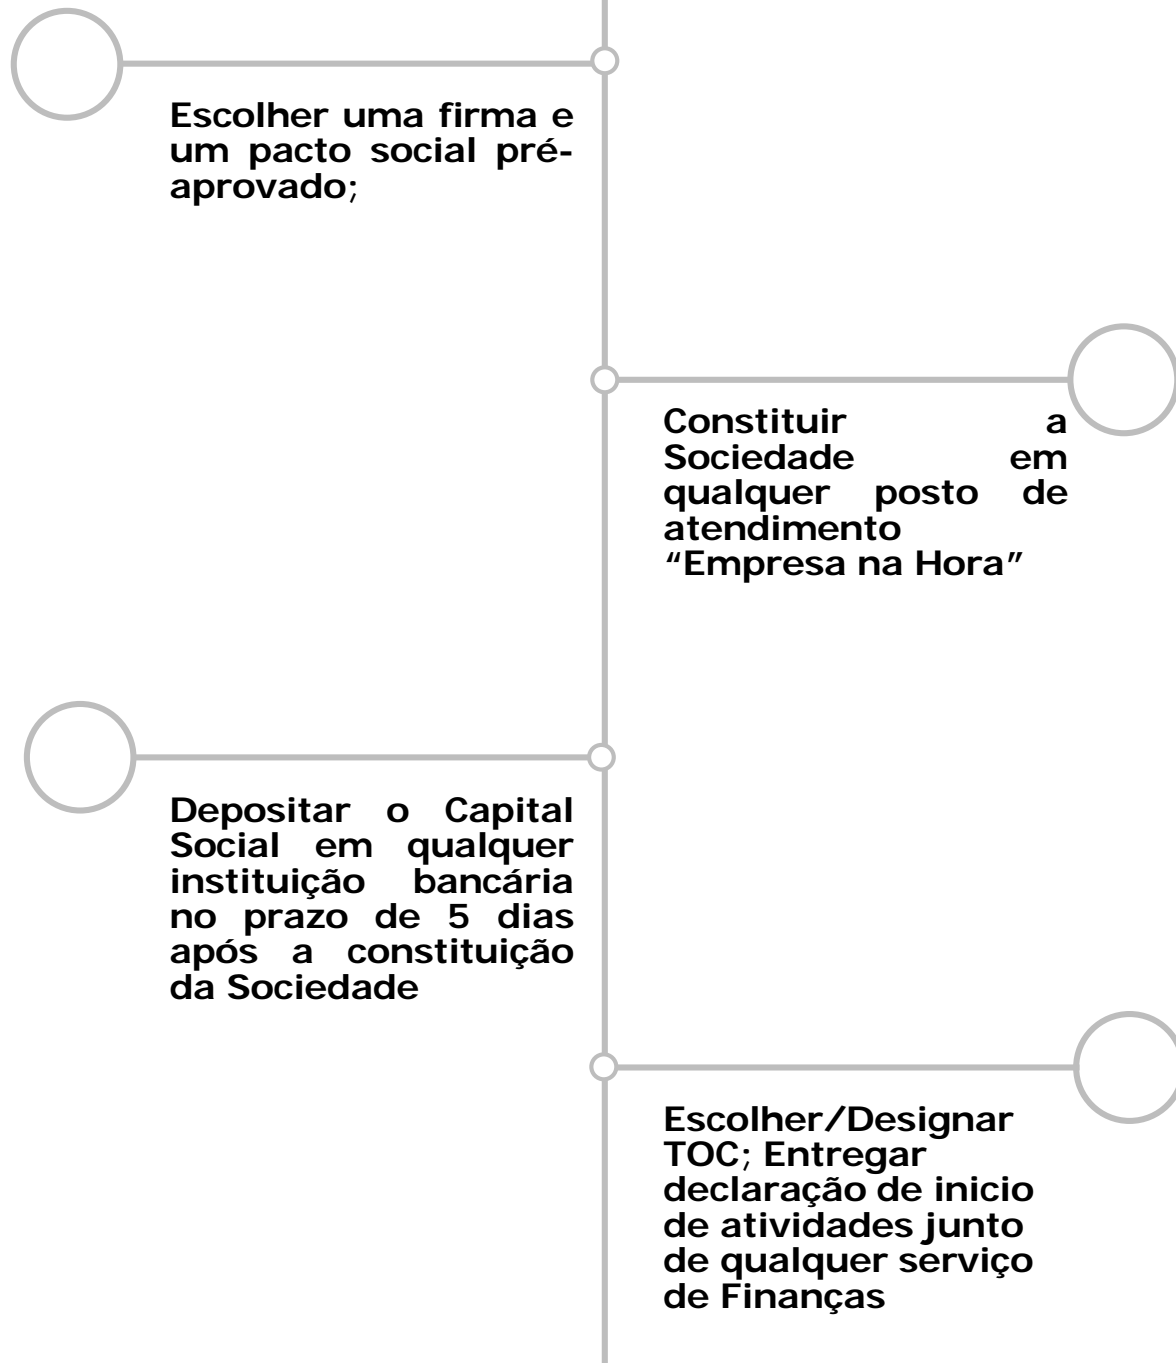 Escolher uma firma e
um pacto social pré-
aprovado;
Constituir a
Sociedade em
qualquer posto de
atendimento
“Empresa na Hora”
Depositar o Capital
Social em qualquer
instituição bancária
no prazo de 5 dias
após a constituição
da Sociedade
Escolher/Designar
TOC; Entregar
declaração de inicio
de atividades junto
de qualquer serviço
de Finanças